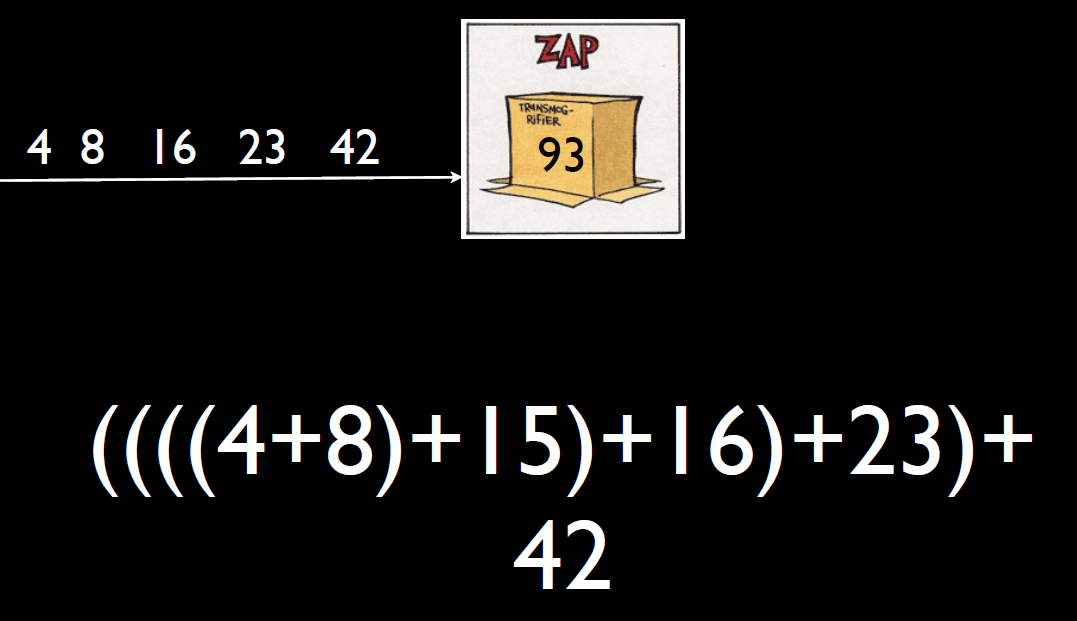 ZAP
TRANSMOG-
RIFIER
4 8 16 23 42
93
((((4+8)+15)+16)+23)+
42